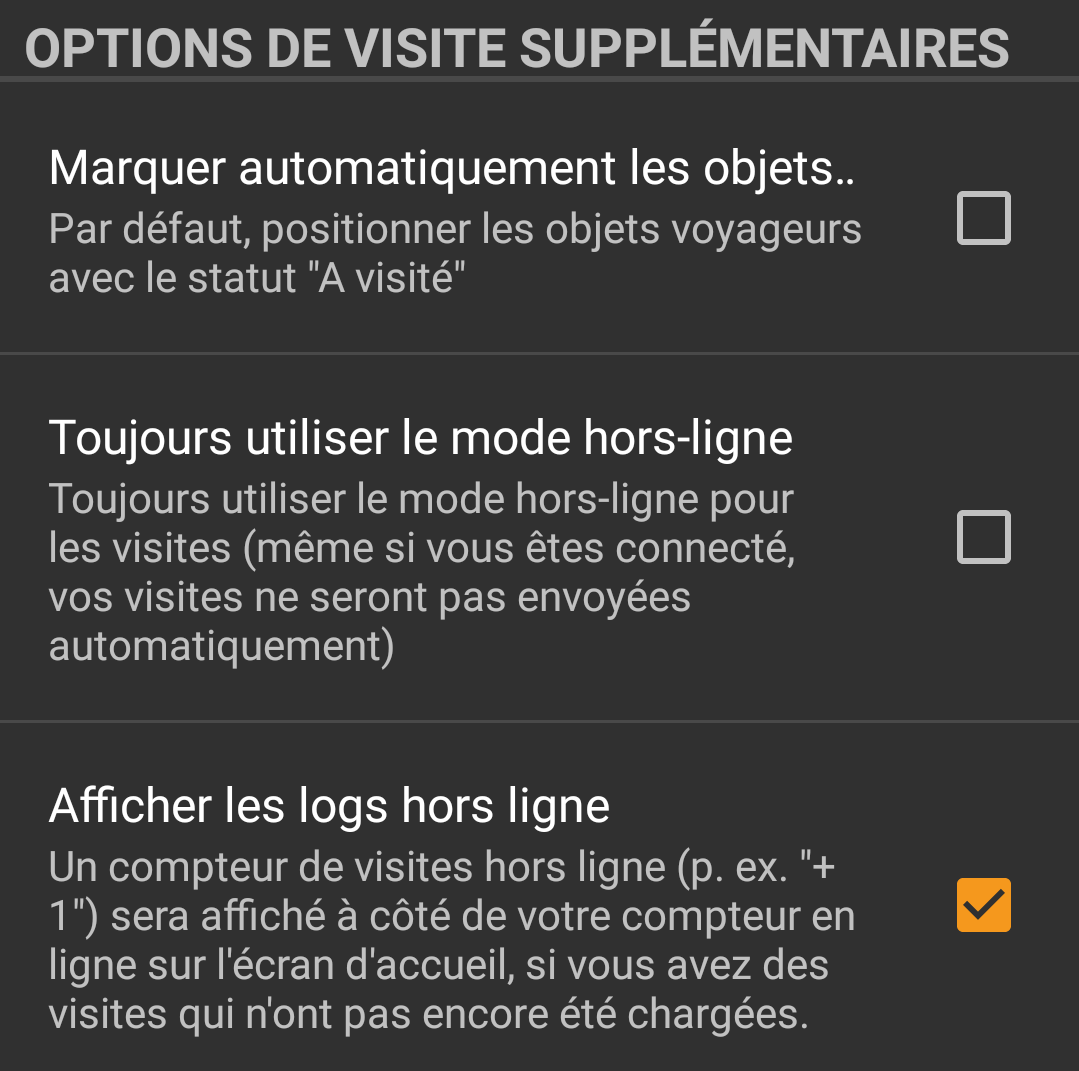 OPTIONS DE VISITE SUPPLÉMENTAIRES
Marquer automatiquement les objets..
Par défaut, positionner les objets voyageurs
avec le statut "A visité"
Toujours utiliser le mode hors-ligne
Toujours utiliser le mode hors-ligne pour
les visites (même si vous êtes connecté,
vos visites ne seront pas envoyées
automatiquement)
Afficher les logs hors ligne
Un compteur de visites hors ligne (p. ex. "+
1") sera affiché à côté de votre compteur en
ligne sur l'écran d'accueil, si vous avez des
visites qui n'ont pas encore été chargées.